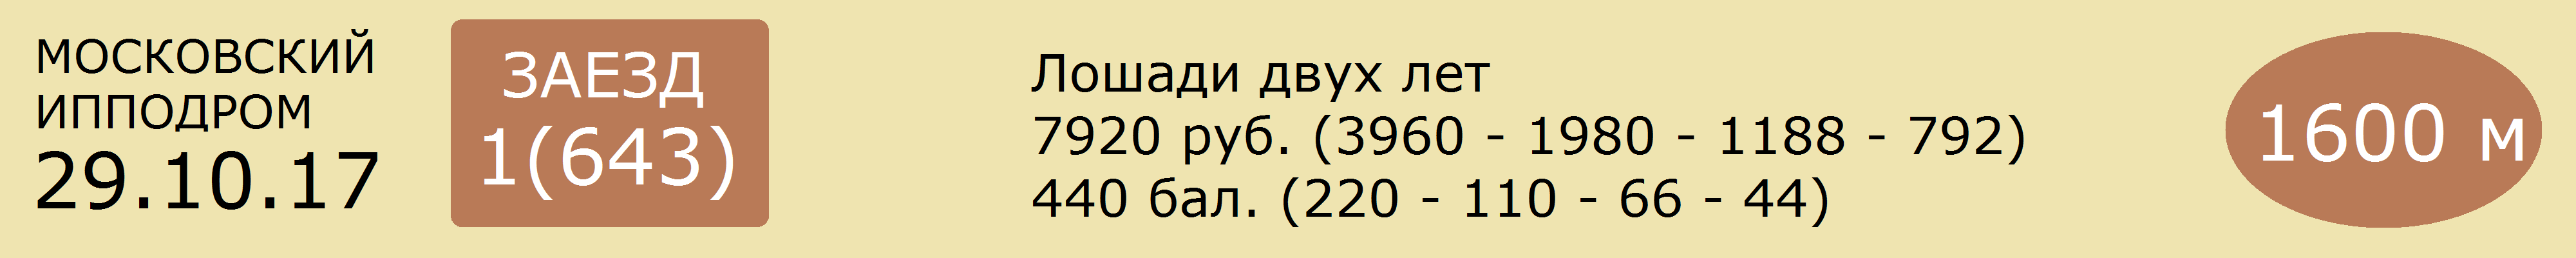 МОСКОВСКИЙ
ИППОДРОМ
29.10.17
ЗАЕЗД
1(643)
Лошади двух лет
7920 руб. (3960 - 1980 - 1188 - 792)
440 бал. (220 - 110 - 66 - 44)
1600 м